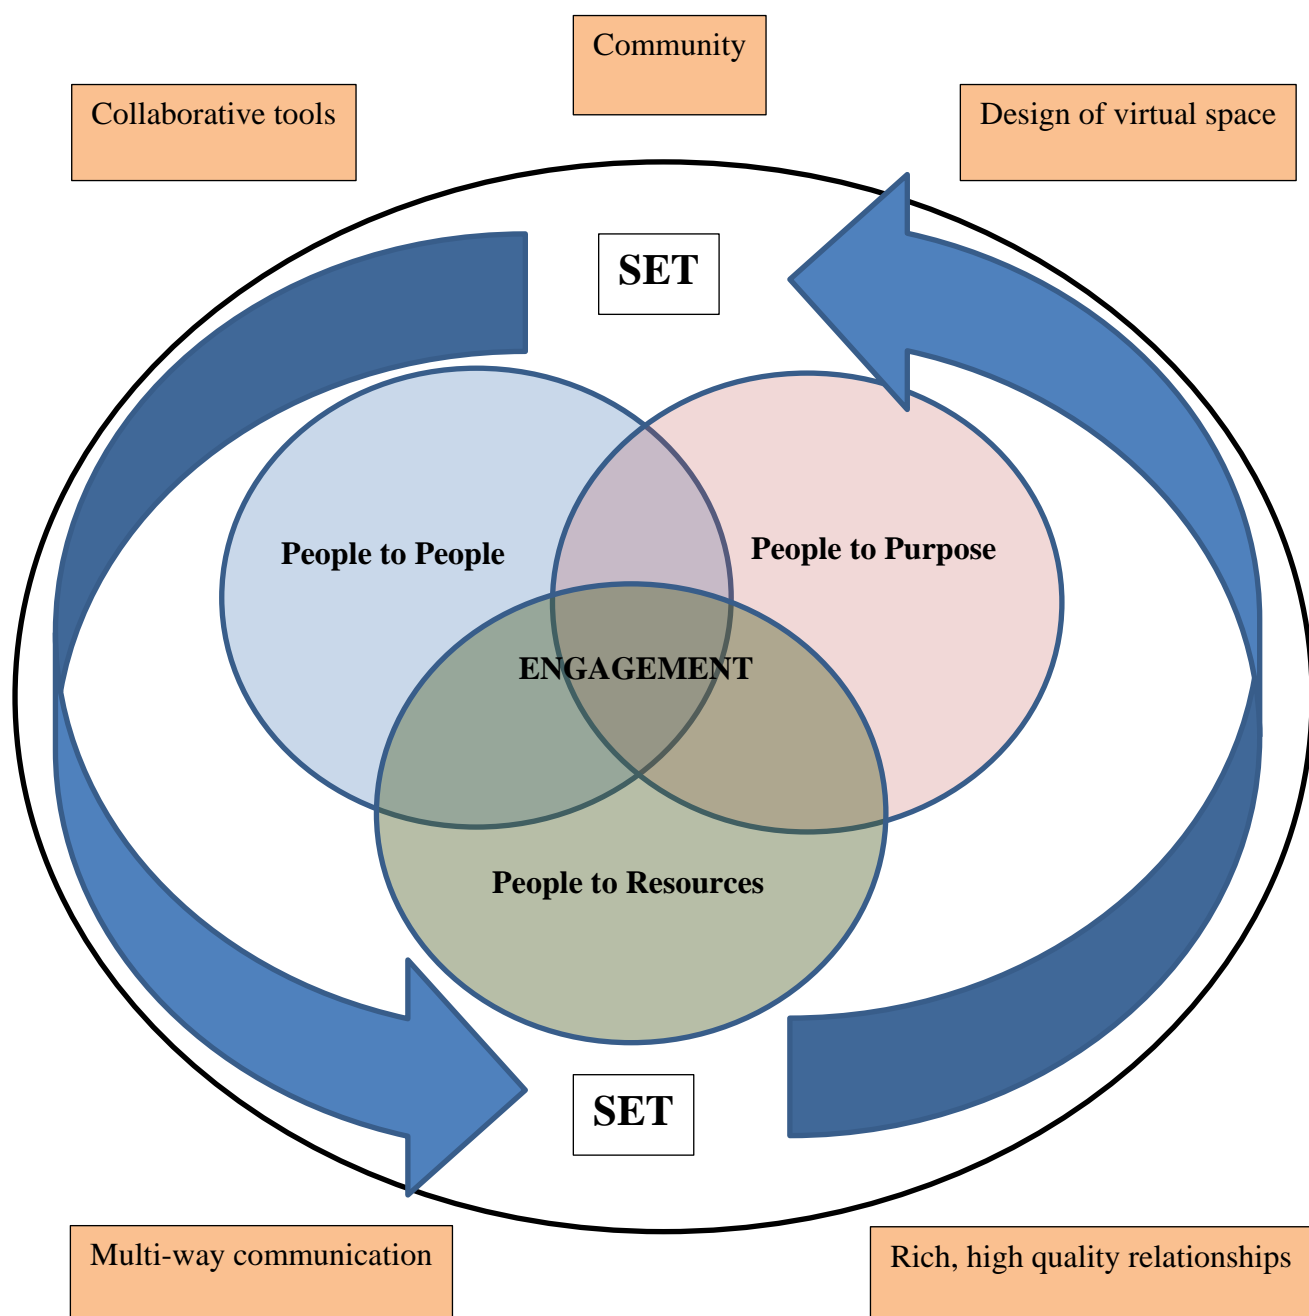 Community
Collaborative tools
Design of virtual space
SET
People to People
People to Purpose
ENGAGEMENT
People to Resources
SET
Multi-way communication
Rich, high quality relationships